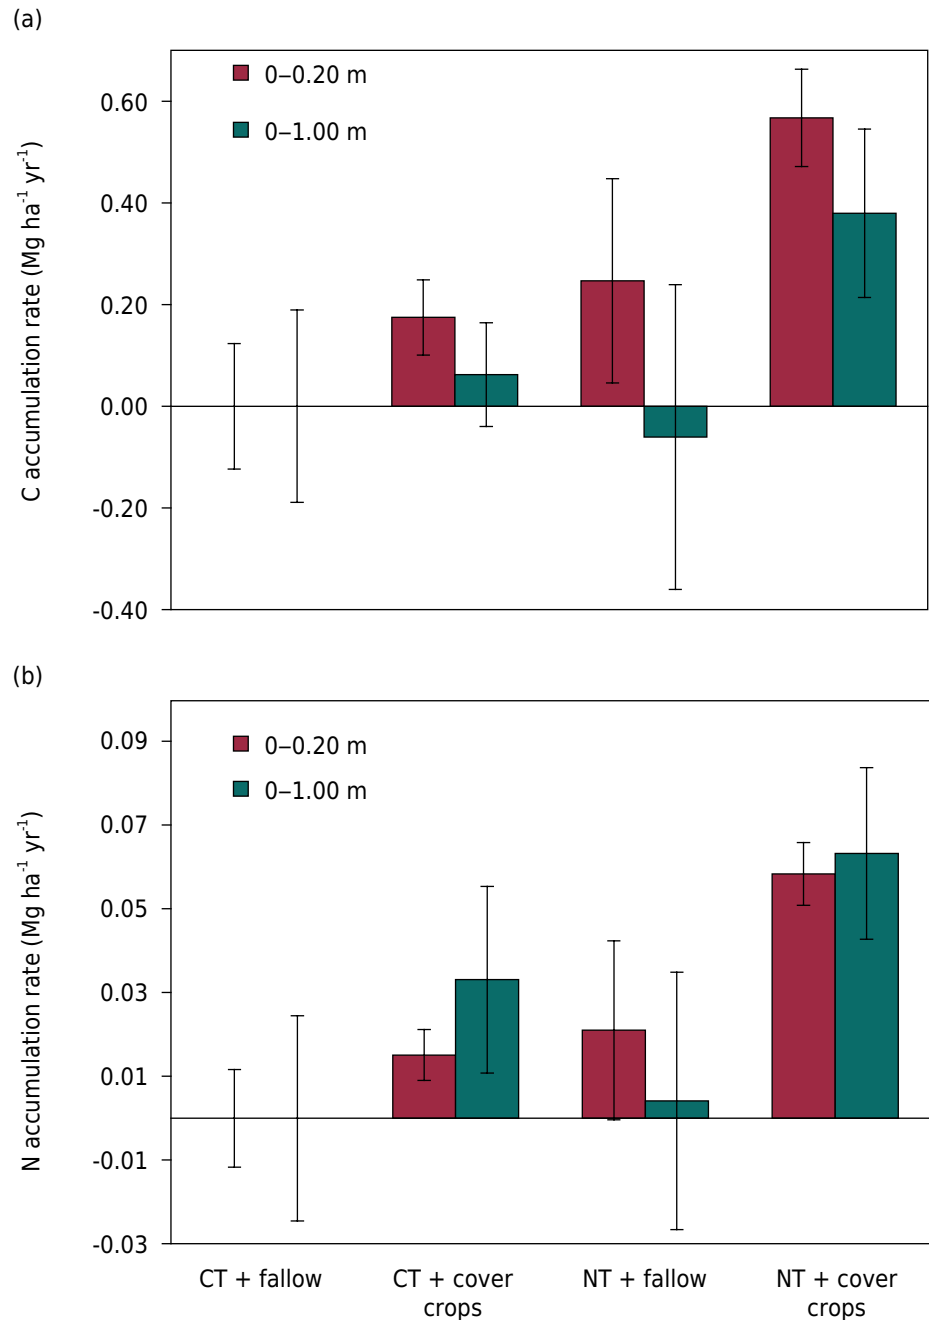 (a)
0–0.20 m
0–1.00 m
C accumulation rate (Mg ha⁻¹ yr⁻¹)
0.60
0.40
0.20
0.00
-0.20
-0.40
(b)
0–0.20 m
0–1.00 m
N accumulation rate (Mg ha⁻¹ yr⁻¹)
0.09
0.07
0.05
0.03
0.01
-0.01
-0.03
CT + fallow
CT + cover
crops
NT + fallow
NT + cover
crops